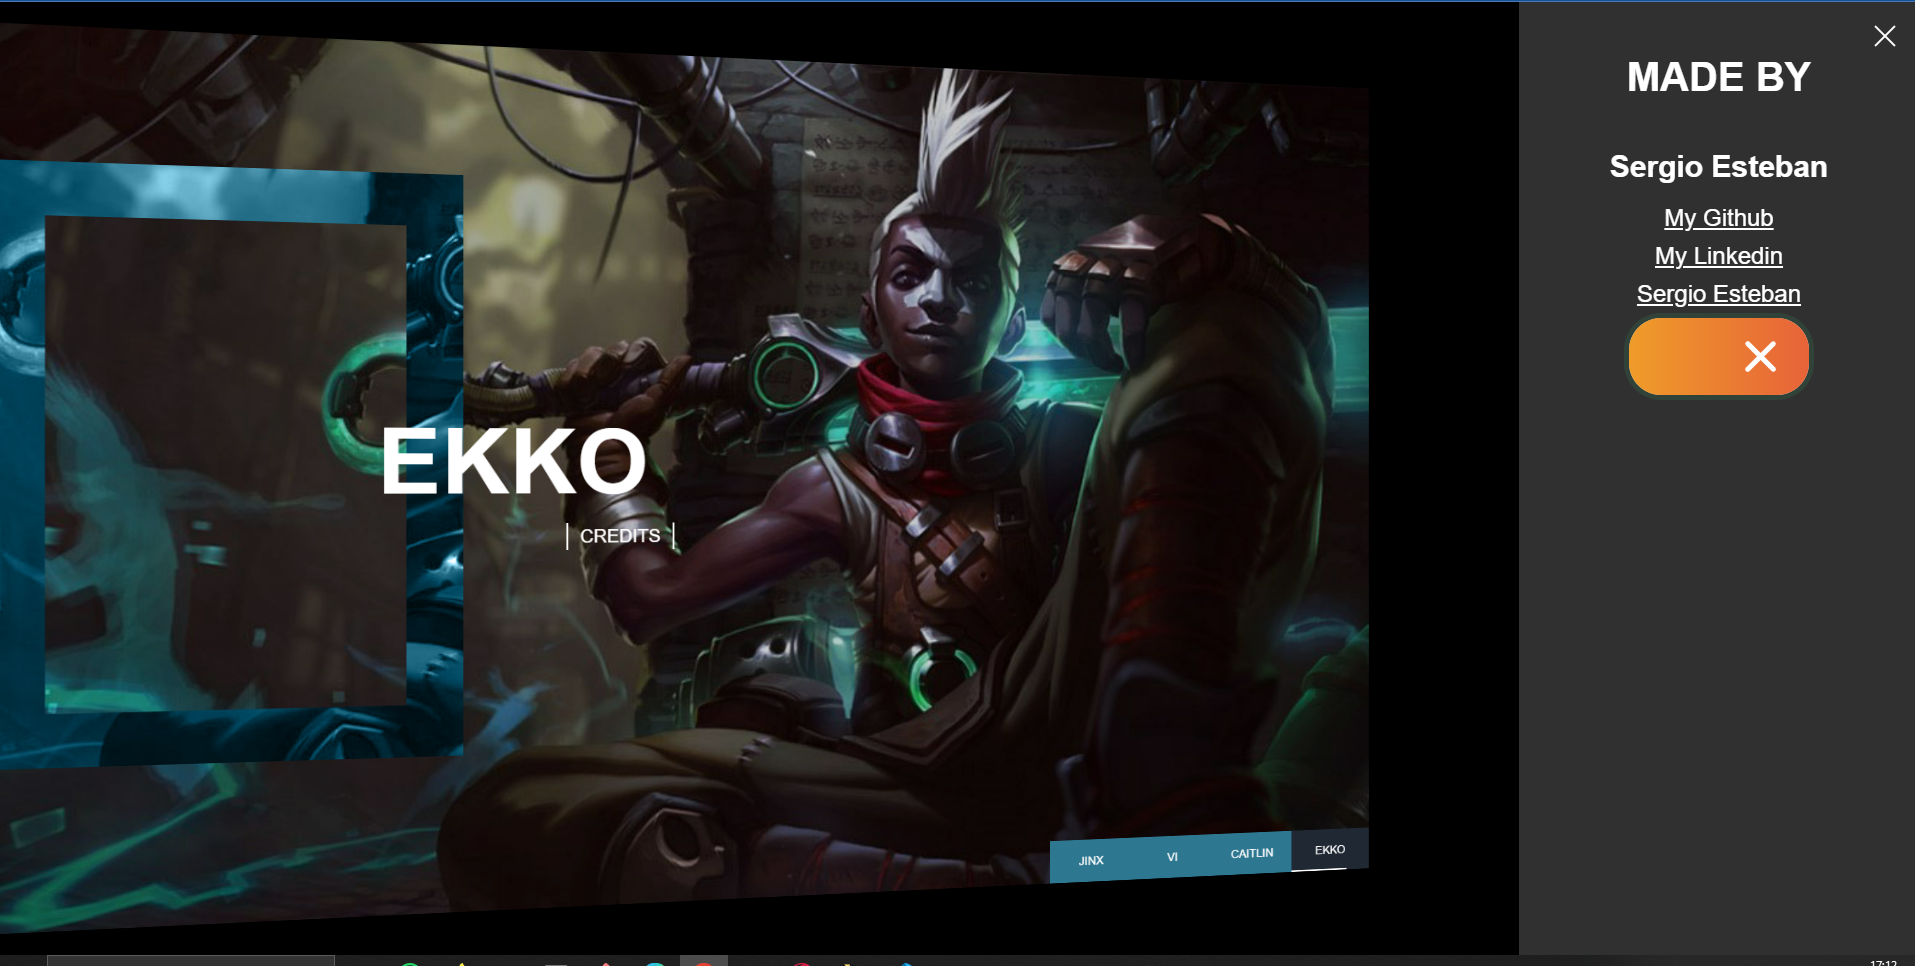 MADE BY
Sergio Esteban
My Github
My Linkedin
Sergio Esteban
EKKO
CREDITS
JINX
VI
CAITLIN
EKKO